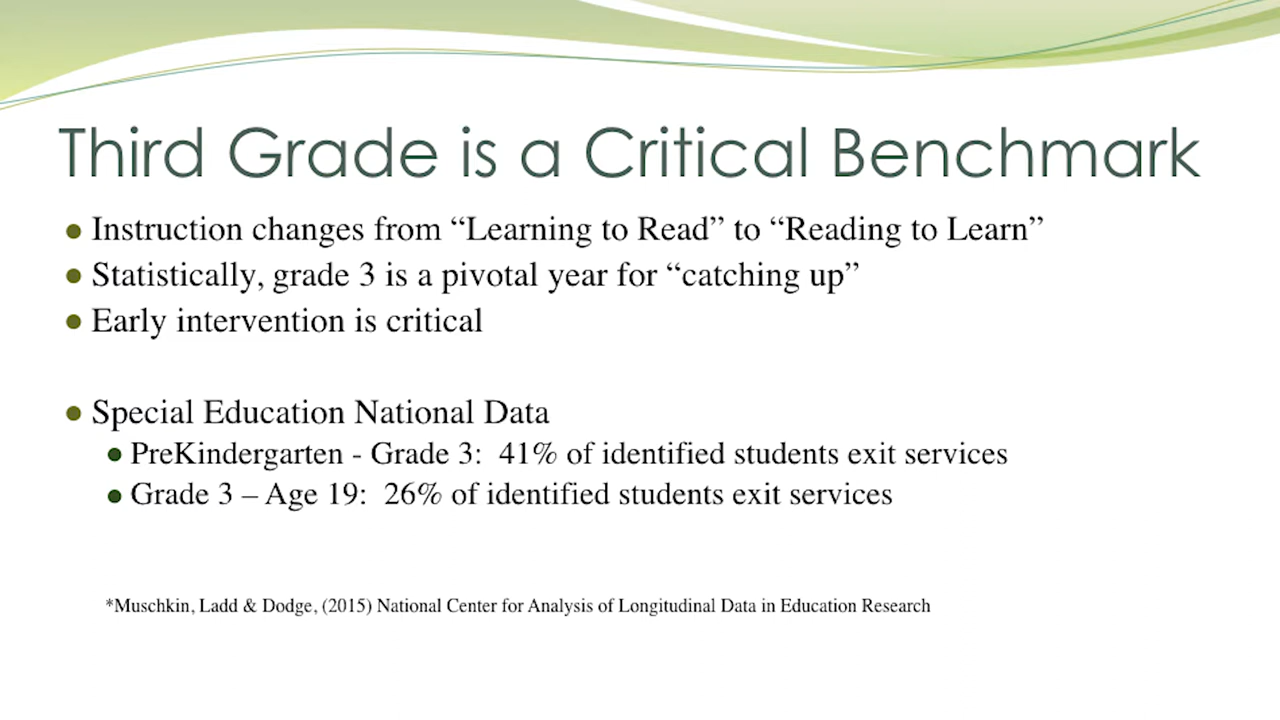 Third Grade is a Critical Benchmark
● Instruction changes from “Learning to Read” to “Reading to Learn”
● Statistically, grade 3 is a pivotal year for “catching up”
● Early intervention is critical
● Special Education National Data
● PreKindergarten - Grade 3:  41% of identified students exit services
● Grade 3 – Age 19:  26% of identified students exit services
*Muschkin, Ladd & Dodge, (2015) National Center for Analysis of Longitudinal Data in Education Research